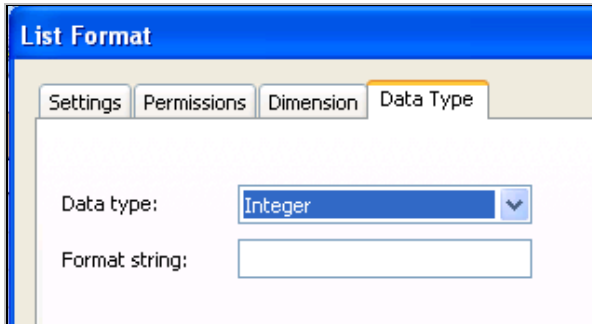 List Format
Settings Permissions Dimension Data Type
Data type: Integer
Format string: